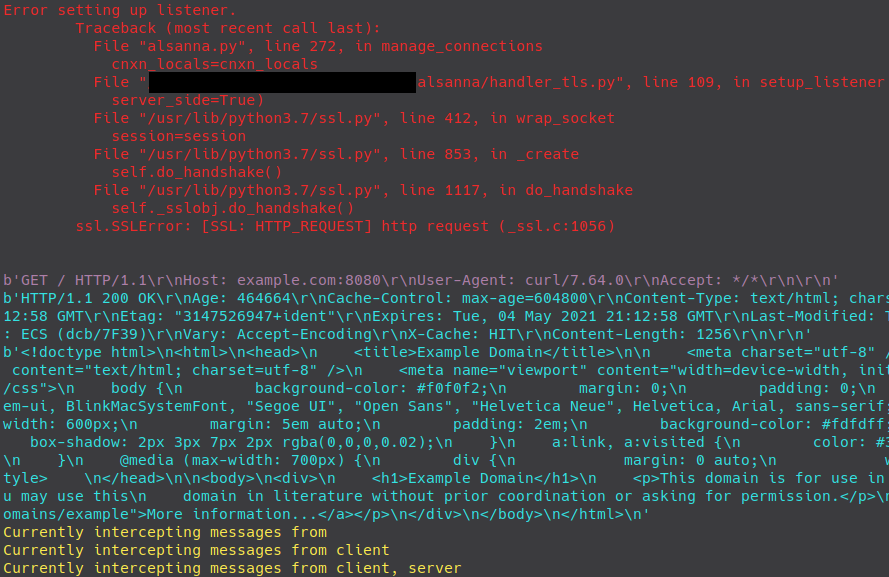 Error setting up listener.
Traceback (most recent call last):
File "alsanna.py", line 272, in manage_connections
cnxn_locals=cnxn_locals
File " alsanna/handler_tls.py", line 109, in setup_listener
server_side=True)
File "/usr/lib/python3.7/ssl.py", line 412, in wrap_socket
session=session
File "/usr/lib/python3.7/ssl.py", line 853, in _create
self.do_handshake()
File "/usr/lib/python3.7/ssl.py", line 1117, in do_handshake
self._sslobj.do_handshake()
ssl.SSLError: [SSL: HTTP_REQUEST] http request (_ssl.c:1056)
b'GET / HTTP/1.1\r\nHost: example.com:8080\r\nUser-Agent: curl/7.64.0\r\nAccept: */*\r\n\r\n'
b'HTTP/1.1 200 OK\r\nAge: 464664\r\nCache-Control: max-age=604800\r\nContent-Type: text/html; chars
12:58 GMT\r\nEtag: "3147526947+ident"\r\nExpires: Tue, 04 May 2021 21:12:58 GMT\r\nLast-Modified: T
: ECS (dcb/7F39)\r\nVary: Accept-Encoding\r\nX-Cache: HIT\r\nContent-Length: 1256\r\n\r\n'
b'<!doctype html>\n<html>\n<head>\n    <title>Example Domain</title>\n\n    <meta charset="utf-8" /
content="text/html; charset=utf-8" />\n    <meta name="viewport" content="width=device-width, init
/css">\n    body {\n        background-color: #f0f0f2;\n        margin: 0;\n        padding: 0;\n
em-ui, BlinkMacSystemFont, "Segoe UI", "Open Sans", "Helvetica Neue", Helvetica, Arial, sans-serif;
width: 600px;\n        margin: 5em auto;\n        padding: 2em;\n        background-color: #fdfdff;
box-shadow: 2px 3px 7px 2px rgba(0,0,0,0.02);\n    }\n    a:link, a:visited {\n        color: #3
\n    }\n    @media (max-width: 700px) {\n        div {\n            margin: 0 auto;\n            w
tyle>    \n</head>\n\n<body>\n<div>\n    <h1>Example Domain</h1>\n    <p>This domain is for use in
u may use this\n    domain in literature without prior coordination or asking for permission.</p>\n
omains/example">More information...</a></p>\n</div>\n</body>\n</html>\n'
Currently intercepting messages from
Currently intercepting messages from client
Currently intercepting messages from client, server